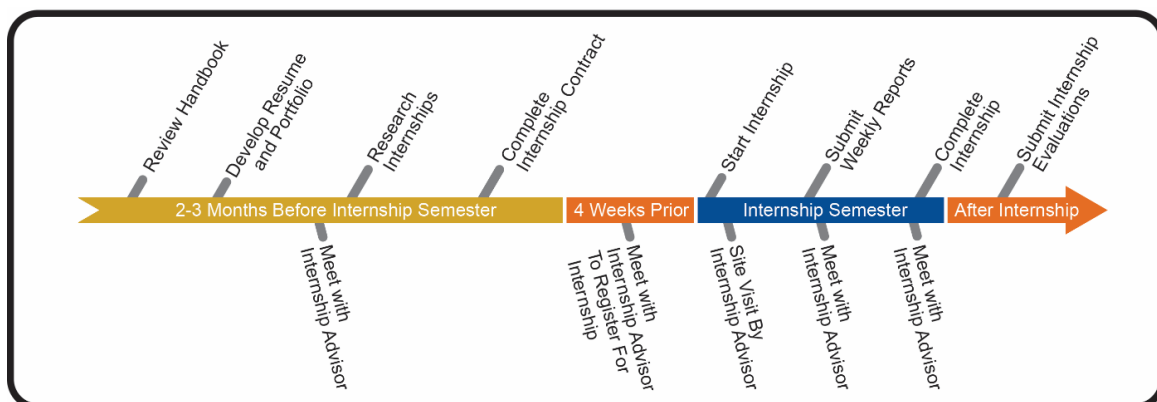 Review Handbook
Develop Resume
and Portfolio
Research
Internships
Complete
Internship Contract
Start Internship
Submit
Weekly Reports
Complete
Internship
Submit Internship
Evaluations
2-3 Months Before Internship Semester
4 Weeks Prior
Internship Semester
After Internship
Meet with
Internship Advisor
Meet with
Internship Advisor
To Register For
Internship
Site Visit By
Internship Advisor
Meet with
Internship Advisor
Meet with
Internship Advisor